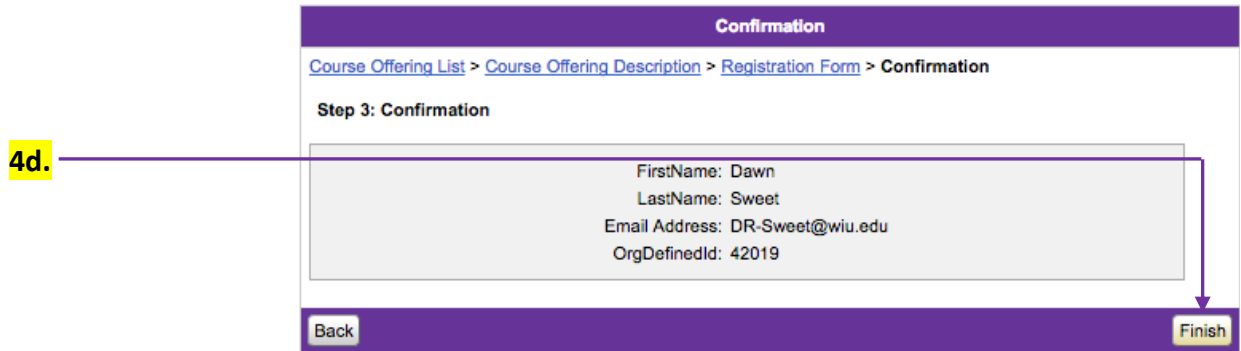 Confirmation
Course Offering List > Course Offering Description > Registration Form > Confirmation
Step 3: Confirmation
4d.
FirstName: Dawn
LastName: Sweet
Email Address: DR-Sweet@wiu.edu
OrgDefinedId: 42019
Back
Finish